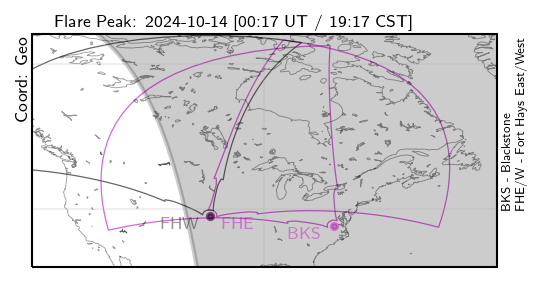 Flare Peak: 2024-10-14 [00:17 UT / 19:17 CST]
Coord: Geo
FHW
FHE
BKS
BKS - Blackstone
FHE/W - Fort Hays East/West